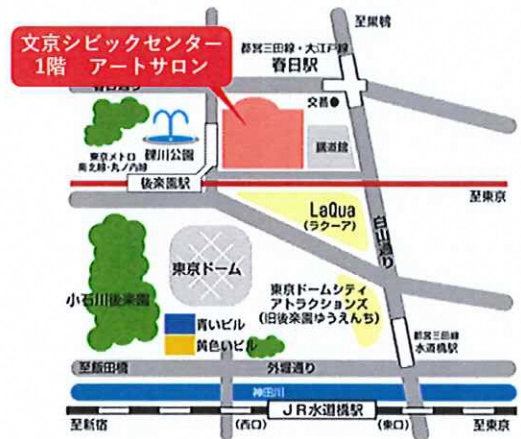 至巣鴨
文京シビックセンター
1階　アートサロン
都営三田線・大江戸線
春日駅
春日通り
交番
講道館
礫川公園
東京メトロ
南北線・丸ノ内線
後楽園駅
至東京
LaQua
(ラクーア)
白山通り
東京ドーム
小石川後楽園
東京ドームシティ
アトラクションズ
(旧後楽園ゆうえんち)
青いビル
黄色いビル
都営三田線
水道橋駅
至飯田橋
外堀通り
神田川
JR水道橋駅
至新宿
(西口)
(東口)
至東京